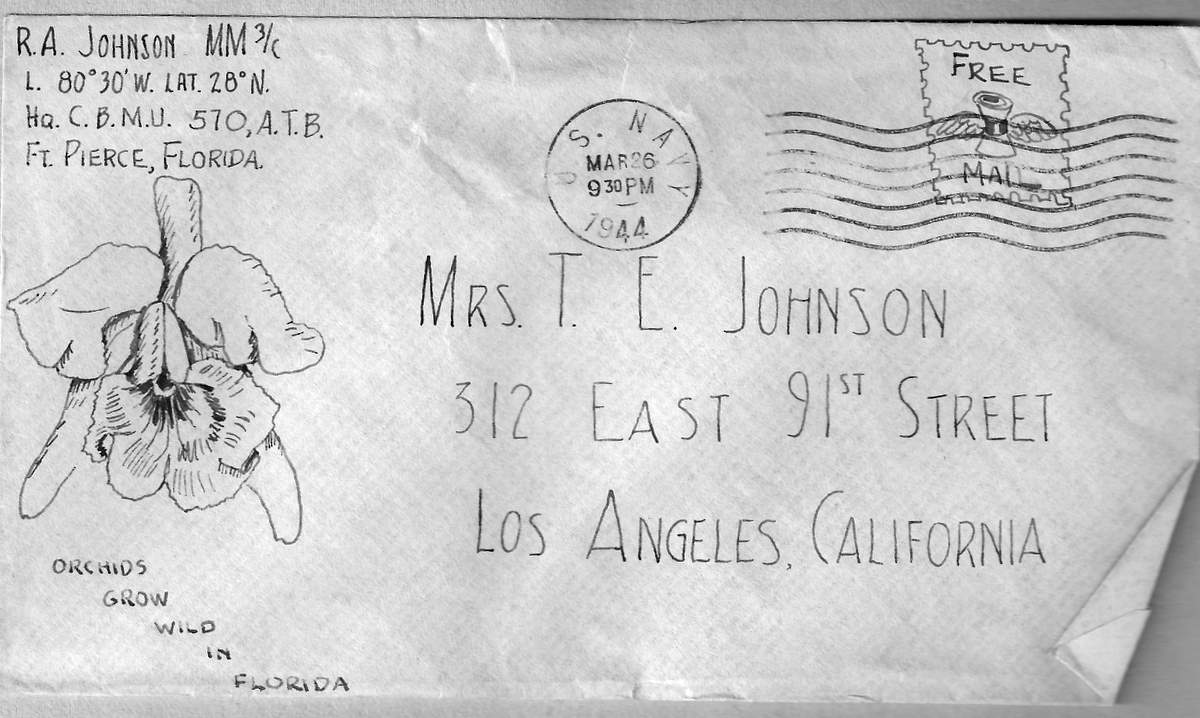 R.A. JOHNSON MM 3/c
L. 80°30'W. LAT. 28°N.
Hq. C.B.M.U. 570, A.T.B.
FT. PIERCE, FLORIDA.
U. S. NAVY
MAR 26
9 30 PM
1944
FREE
MAIL
MRS. T. E. JOHNSON
312 EAST 91ST STREET
LOS ANGELES, CALIFORNIA
ORCHIDS
GROW
WILD
IN
FLORIDA